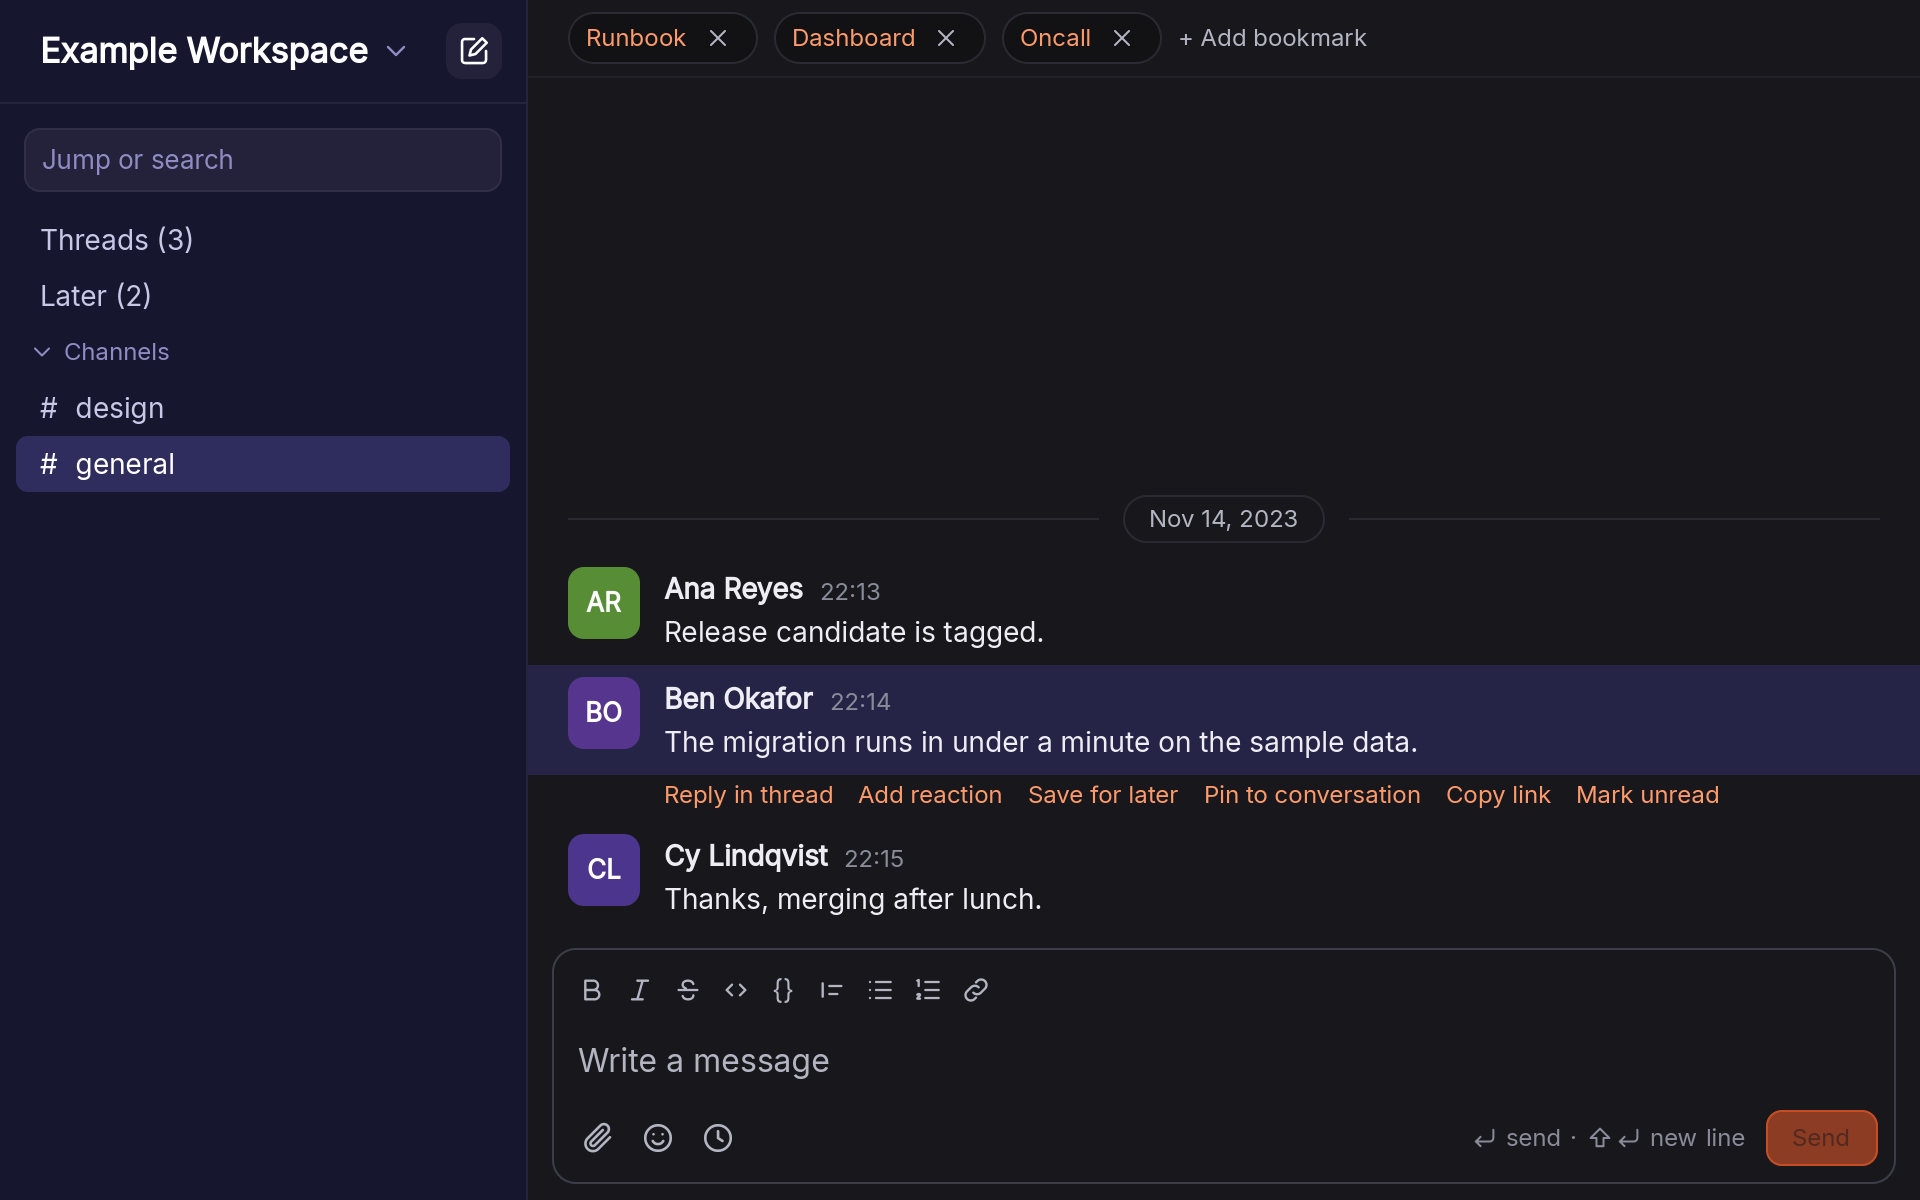 Example Workspace
Jump or search
Threads (3)
Later (2)
Channels
# design
# general
Runbook
Dashboard
Oncall
+ Add bookmark
Nov 14, 2023
AR
Ana Reyes 22:13
Release candidate is tagged.
BO
Ben Okafor 22:14
The migration runs in under a minute on the sample data.
Reply in thread Add reaction Save for later Pin to conversation Copy link Mark unread
CL
Cy Lindqvist 22:15
Thanks, merging after lunch.
Write a message
send · new line
Send